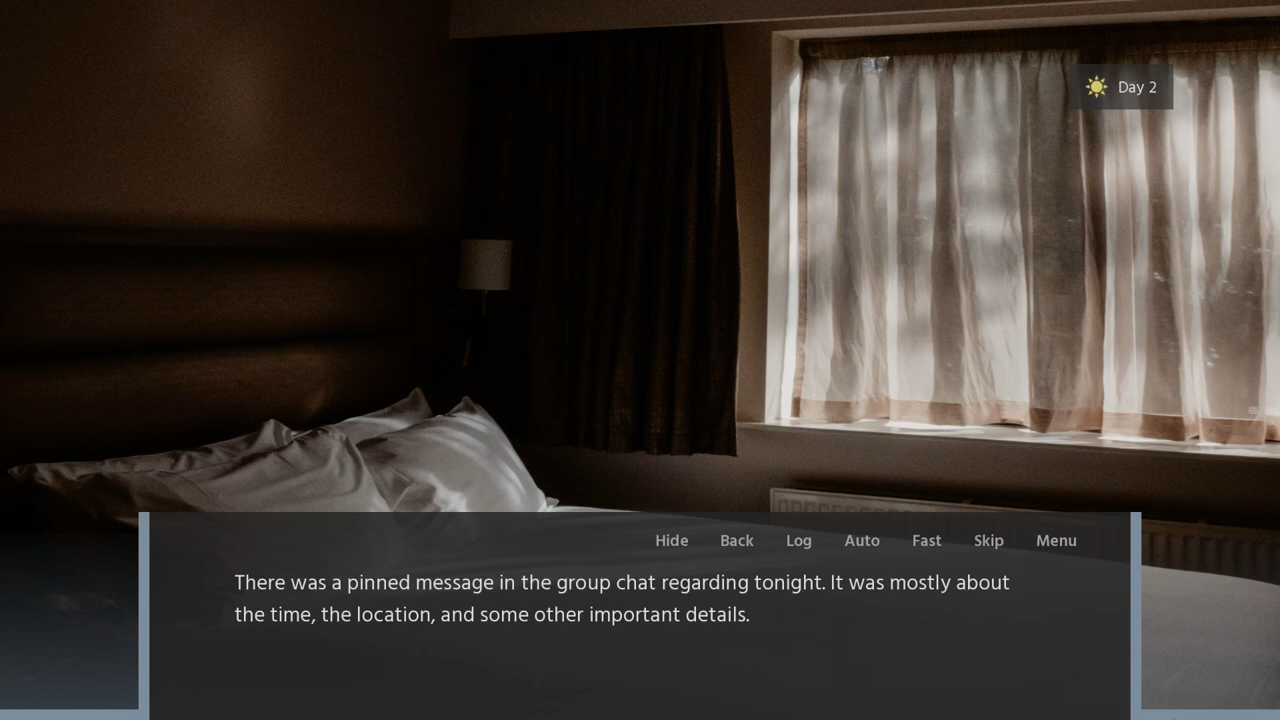 Day 2
Hide Back Log Auto Fast Skip Menu
There was a pinned message in the group chat regarding tonight. It was mostly about
the time, the location, and some other important details.